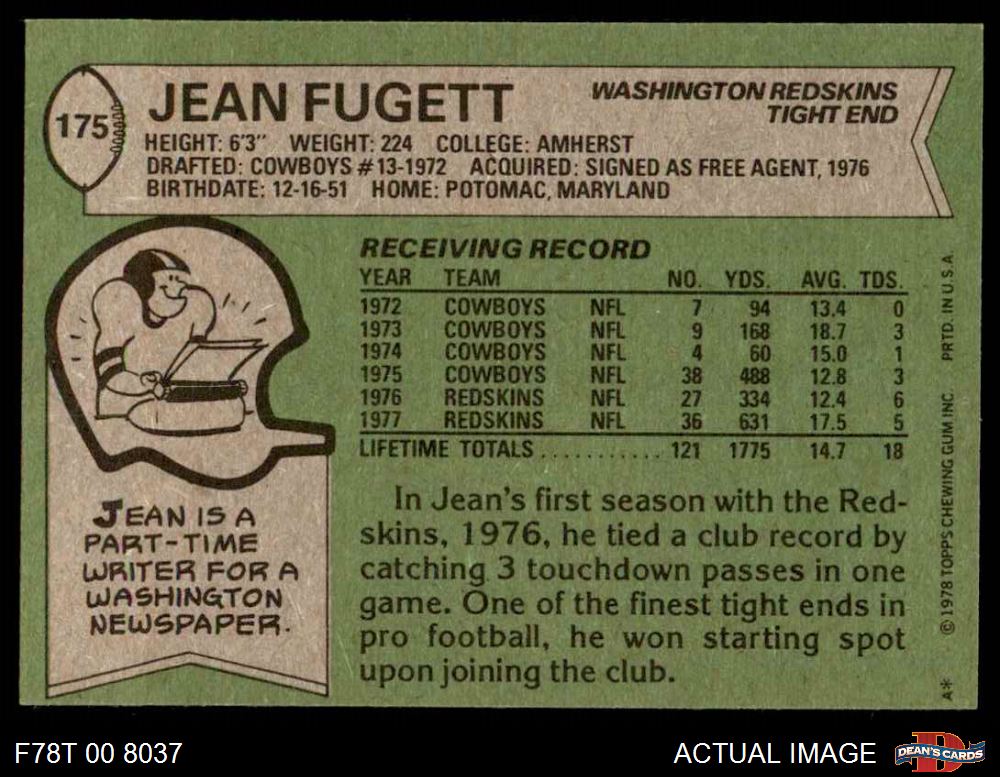 175
JEAN FUGETT
WASHINGTON REDSKINS
TIGHT END
HEIGHT: 6'3" WEIGHT: 224 COLLEGE: AMHERST
DRAFTED: COWBOYS #13-1972 ACQUIRED: SIGNED AS FREE AGENT, 1976
BIRTHDATE: 12-16-51 HOME: POTOMAC, MARYLAND
RECEIVING RECORD
YEAR TEAM NO. YDS. AVG. TDS.
1972 COWBOYS NFL 7 94 13.4 0
1973 COWBOYS NFL 9 168 18.7 3
1974 COWBOYS NFL 4 60 15.0 1
1975 COWBOYS NFL 38 488 12.8 3
1976 REDSKINS NFL 27 334 12.4 6
1977 REDSKINS NFL 36 631 17.5 5
LIFETIME TOTALS........... 121 1775 14.7 18
JEAN IS A
PART-TIME
WRITER FOR A
WASHINGTON
NEWSPAPER.
In Jean's first season with the Red-
skins, 1976, he tied a club record by
catching 3 touchdown passes in one
game. One of the finest tight ends in
pro football, he won starting spot
upon joining the club.
A* © 1978 TOPPS CHEWING GUM INC. PRTD. IN U.S.A.
F78T 00 8037
ACTUAL IMAGE
D
DEAN'S CARDS